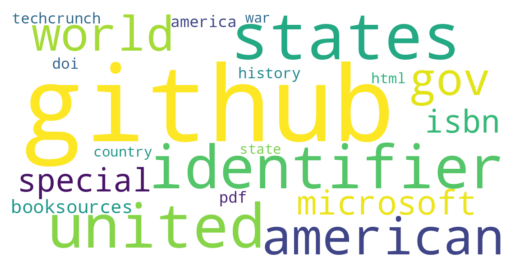 techcrunch america war
world states
doi
github
history html gov
isbn
country state
identifier
special pdf microsoft
booksources
united american